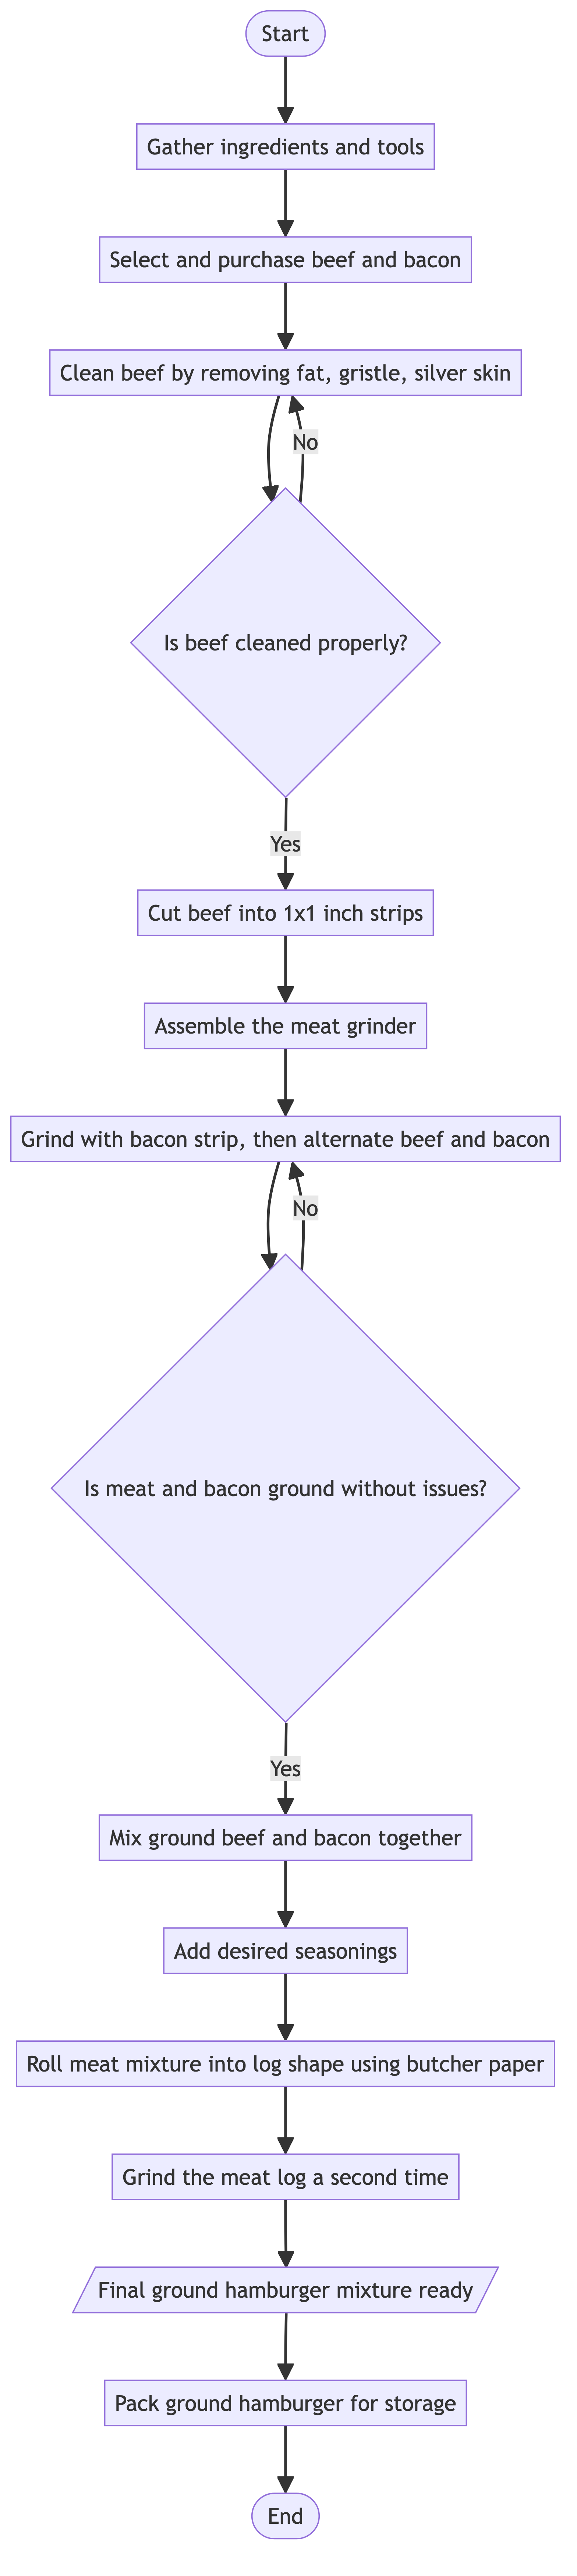 Start
Gather ingredients and tools
Select and purchase beef and bacon
Clean beef by removing fat, gristle, silver skin
No
Is beef cleaned properly?
Yes
Cut beef into 1x1 inch strips
Assemble the meat grinder
Grind with bacon strip, then alternate beef and bacon
No
Is meat and bacon ground without issues?
Yes
Mix ground beef and bacon together
Add desired seasonings
Roll meat mixture into log shape using butcher paper
Grind the meat log a second time
Final ground hamburger mixture ready
Pack ground hamburger for storage
End